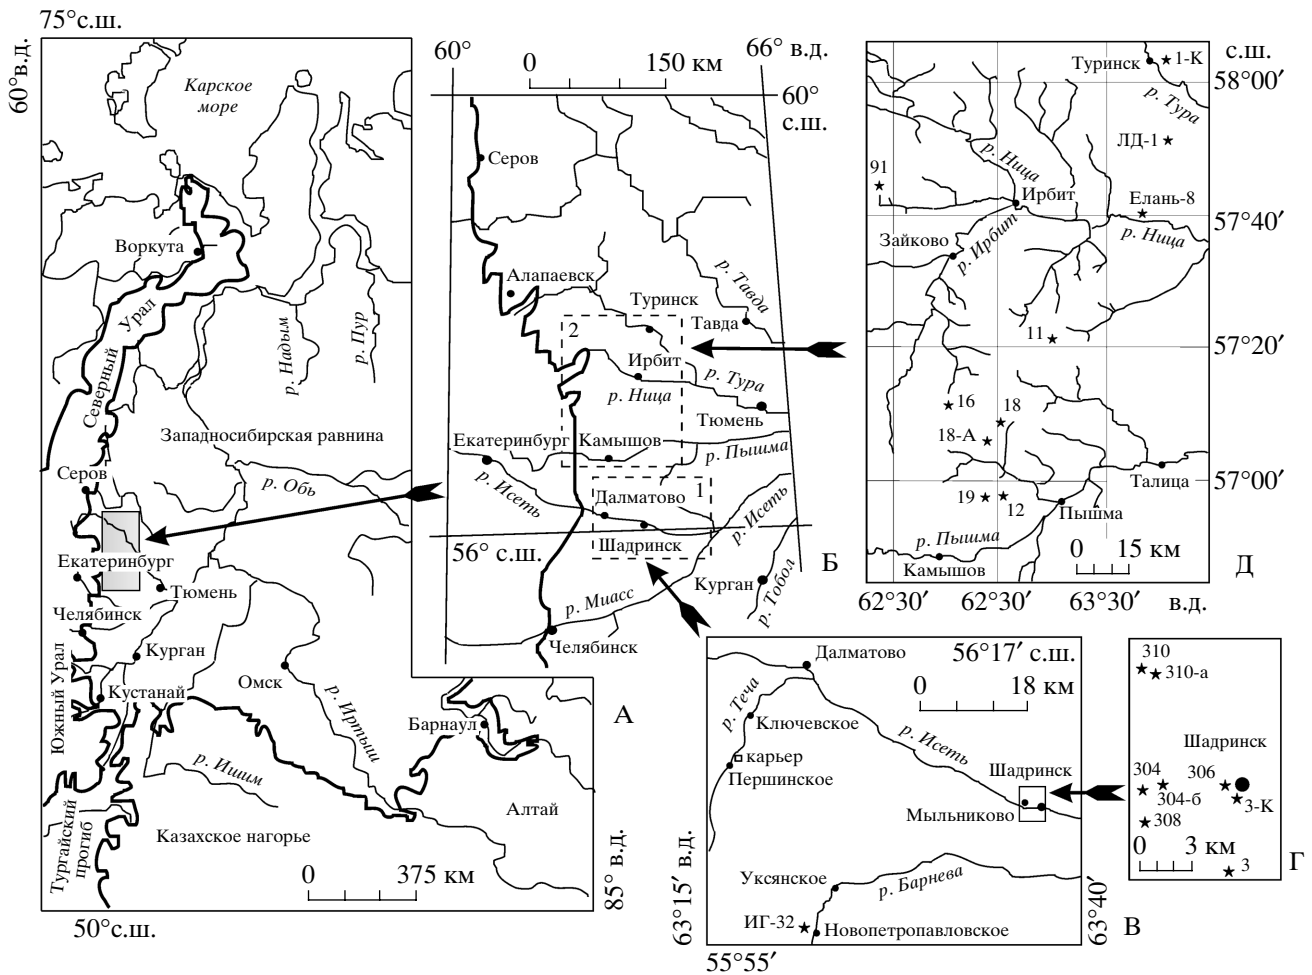 75°с.ш.
60°в.д.
Карское
море
Воркута
Северный Урал
р. Надым
р. Пур
Западносибирская равнина
Серов
р. Обь
Екатеринбург
Тюмень
Челябинск
Курган
Южный Урал
Кустанай
Омск
р. Иртыш
Барнаул
р. Ишим
Алтай
Тургайский
прогиб
Казахское нагорье
0 375 км
85° в.д.
50°с.ш.
А
60°
66° в.д.
0 150 км
60°
с.ш.
Серов
Алапаевск
р. Тавда
Туринск
Тавда
2
Ирбит
р. Тура
р. Ница
Тюмень
Екатеринбург
Камышов
р. Пышма
р. Исеть
Далматово
1
р. Исеть
56° с.ш.
Шадринск
Курган
р. Тобол
р. Миасс
Челябинск
Б
с.ш.
Туринск
1-К
58°00′
р. Тура
ЛД-1
р. Ница
91
Ирбит
Елань-8
57°40′
Зайково
р. Ирбит
р. Ница
11
57°20′
16
18
18-А
57°00′
Талица
19
12
Пышма
р. Пышма
0 15 км
Камышов
Д
62°30′
62°30′
63°30′
в.д.
Далматово
56°17′ с.ш.
0 18 км
р. Теча
Ключевское
р. Исеть
карьер
Першинское
Шадринск
Мыльниково
Уксянское
р. Барнева
ИГ-32
Новопетропавловское
63°15′ в.д.
63°40′
55°55′
В
310
310-а
Шадринск
304
306
304-б
3-К
308
0 3 км
3
Г